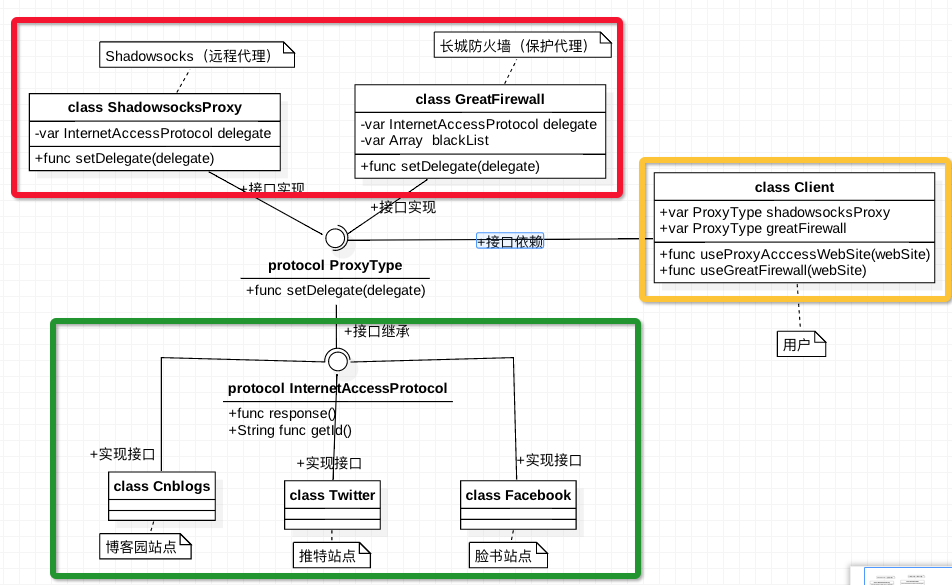 Shadowsocks（远程代理）
长城防火墙（保护代理）
class ShadowsocksProxy
-var InternetAccessProtocol delegate
+func setDelegate(delegate)
class GreatFirewall
-var InternetAccessProtocol delegate
-var Array blackList
+func setDelegate(delegate)
+接口实现
+接口实现
+接口依赖
class Client
+var ProxyType shadowsocksProxy
+var ProxyType greatFirewall
+func useProxyAcccessWebSite(webSite)
+func useGreatFirewall(webSite)
用户
protocol ProxyType
+func setDelegate(delegate)
+接口继承
protocol InternetAccessProtocol
+func response()
+String func getId()
+实现接口
+实现接口
+实现接口
class Cnblogs
class Twitter
class Facebook
博客园站点
推特站点
脸书站点